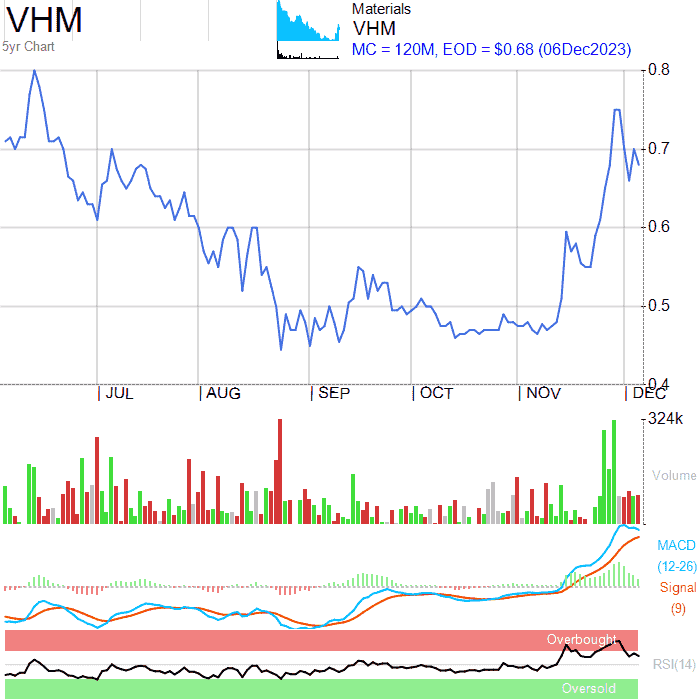 VHM
5yr Chart
Materials
VHM
MC = 120M, EOD = $0.68 (06Dec2023)
0.8
0.7
0.6
0.5
0.4
JUL AUG SEP OCT NOV DEC
324k
Volume
MACD
(12-26)
Signal
(9)
Overbought
RSI(14)
Oversold